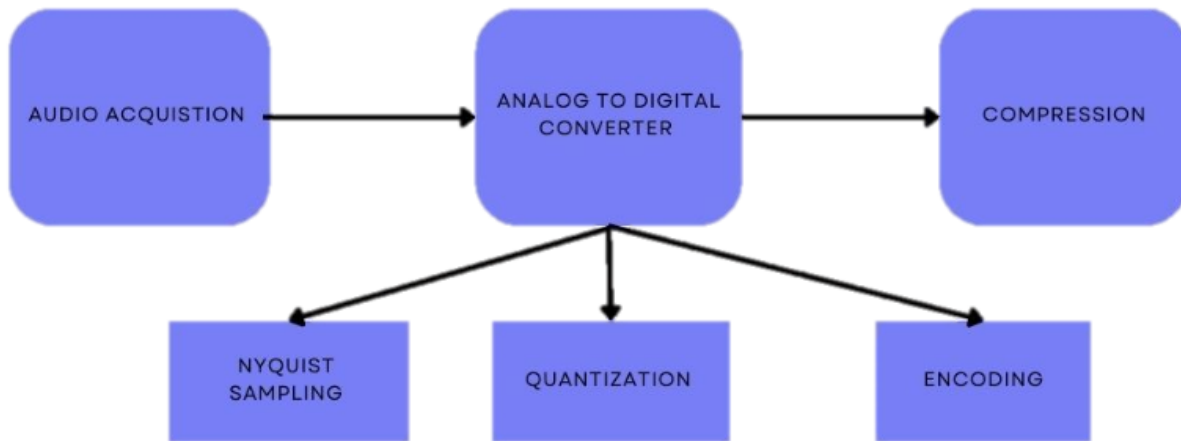 AUDIO ACQUISTION
ANALOG TO DIGITAL
CONVERTER
COMPRESSION
NYQUIST
SAMPLING
QUANTIZATION
ENCODING